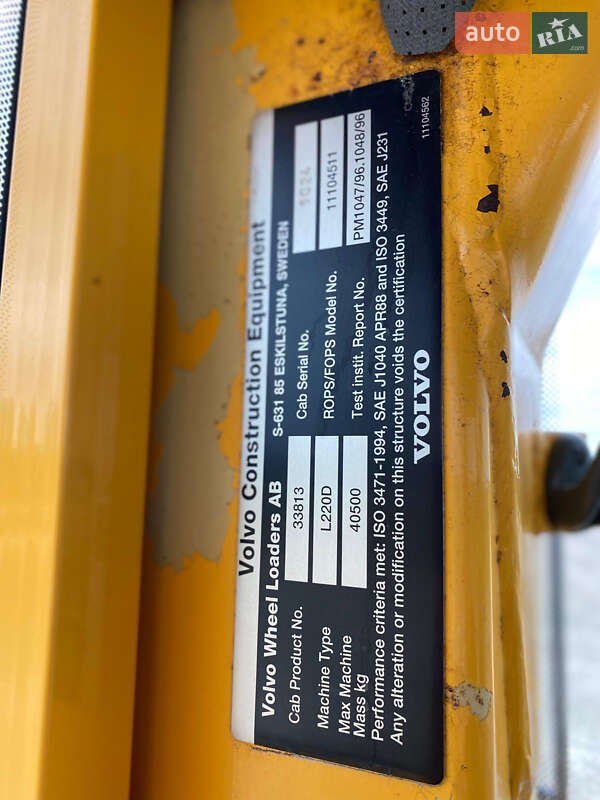 auto RIA .com
Volvo Construction Equipment
Volvo Wheel Loaders AB S-631 85 ESKILSTUNA, SWEDEN
Cab Product No. 33813 Cab Serial No. 1024
Machine Type L220D ROPS/FOPS Model No. 11104511
Max Machine
Mass kg 40500 Test instit. Report No. PM1047/96.1048/96
Performance criteria met: ISO 3471-1994, SAE J1040 APR88 and ISO 3449, SAE J231
Any alteration or modification on this structure voids the certification
VOLVO
11104562